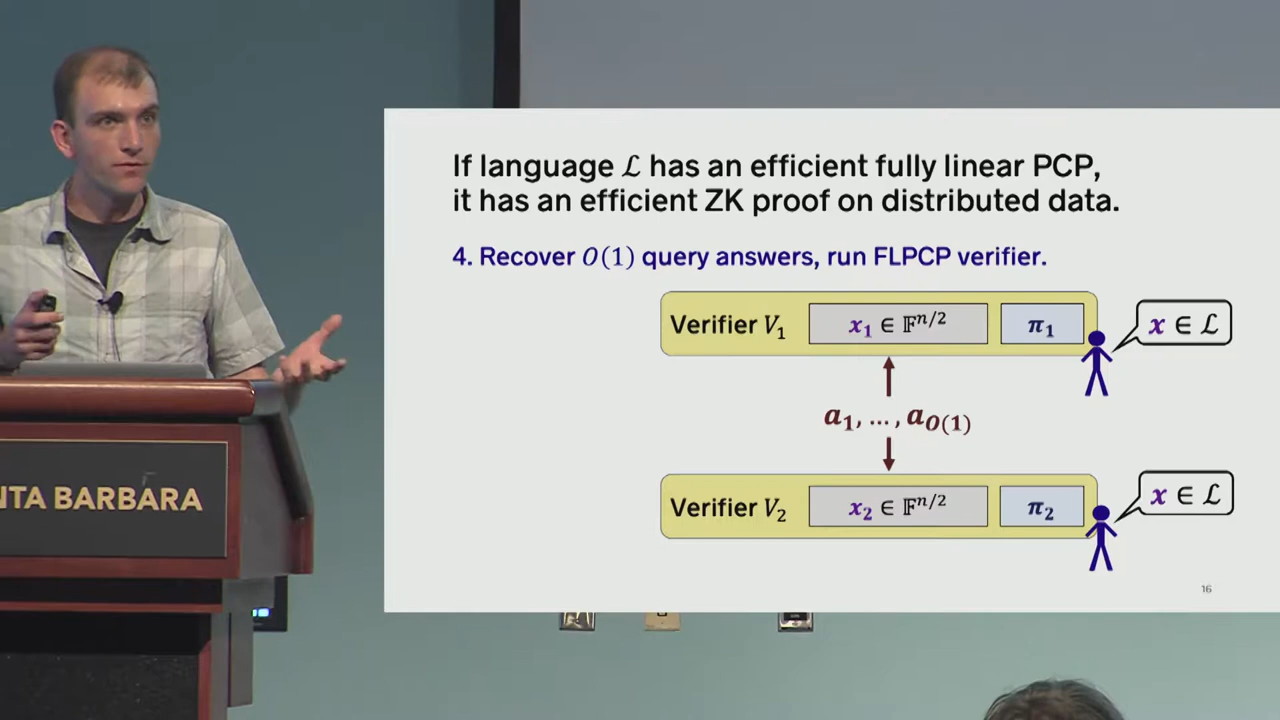 If language ℒ has an efficient fully linear PCP,
it has an efficient ZK proof on distributed data.
4. Recover O(1) query answers, run FLPCP verifier.
Verifier V₁ x₁ ∈ 𝔽^{n/2} π₁ x ∈ ℒ
a₁, …, a_{O(1)}
Verifier V₂ x₂ ∈ 𝔽^{n/2} π₂ x ∈ ℒ
16
NTA BARBARA